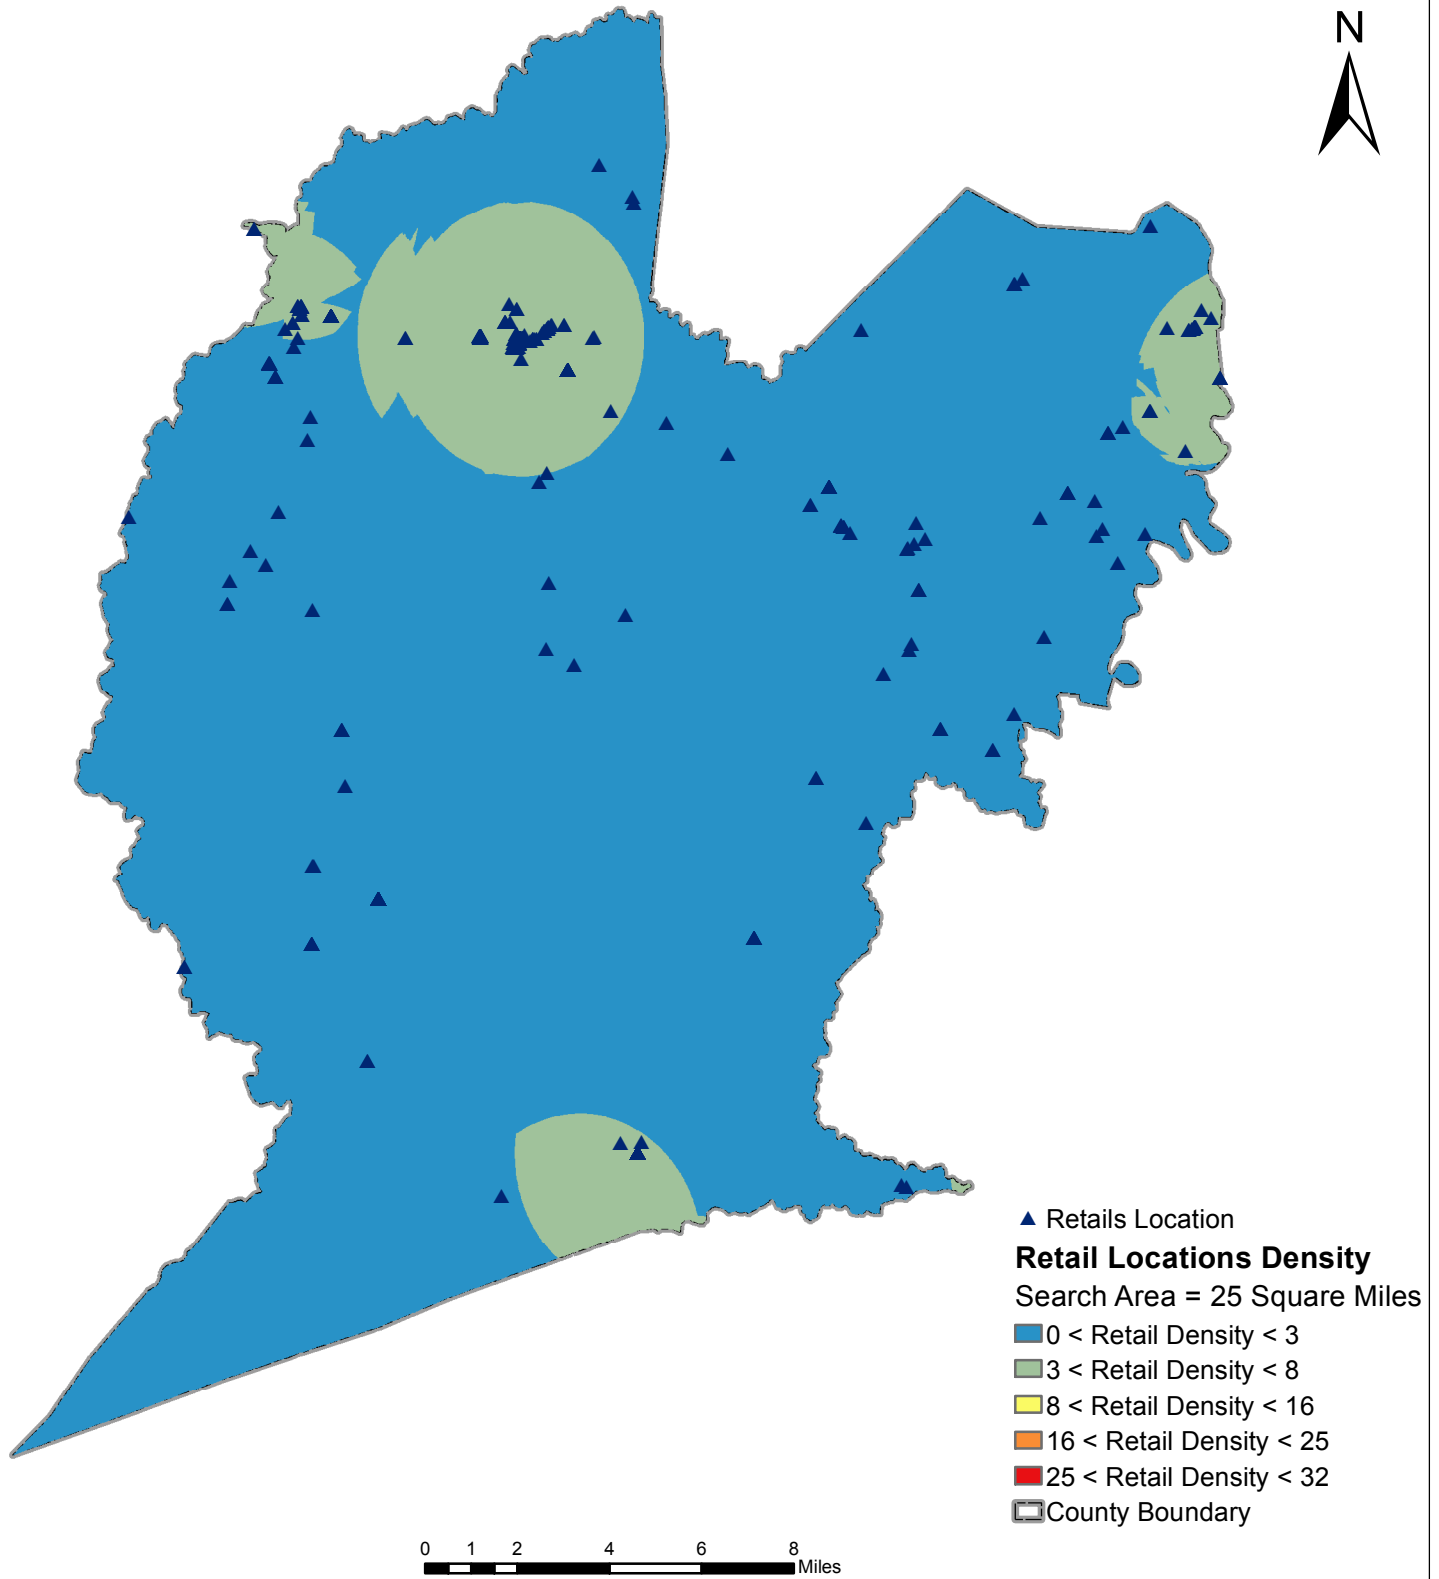 N
Retails Location
Retail Locations Density
Search Area = 25 Square Miles
0 < Retail Density < 3
3 < Retail Density < 8
8 < Retail Density < 16
16 < Retail Density < 25
25 < Retail Density < 32
County Boundary
0 1 2 4 6 8
Miles